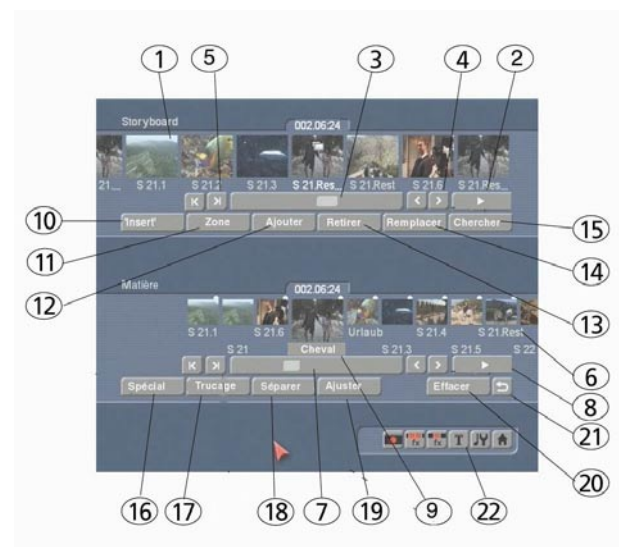 1 5 3 4 2
Storyboard
002.06:24
21... S 21.1 S 21.2 S 21.3 S 21.Res... S 21.Rest S 21.6 S 21.Res...
10 'Insert' Zone Ajouter Retirer Remplacer Chercher 15
11 14
12 13
Matière
002.06:24
S 21.1 S 21.6 Urlaub S 21.4 S 21.Rest
S 21 Cheval S 21.3 S 21.5 S 22
6
8
Spécial Trucage Séparer Ajuster Effacer
21
fx fx T
20
16 17 18 7 19 9 22